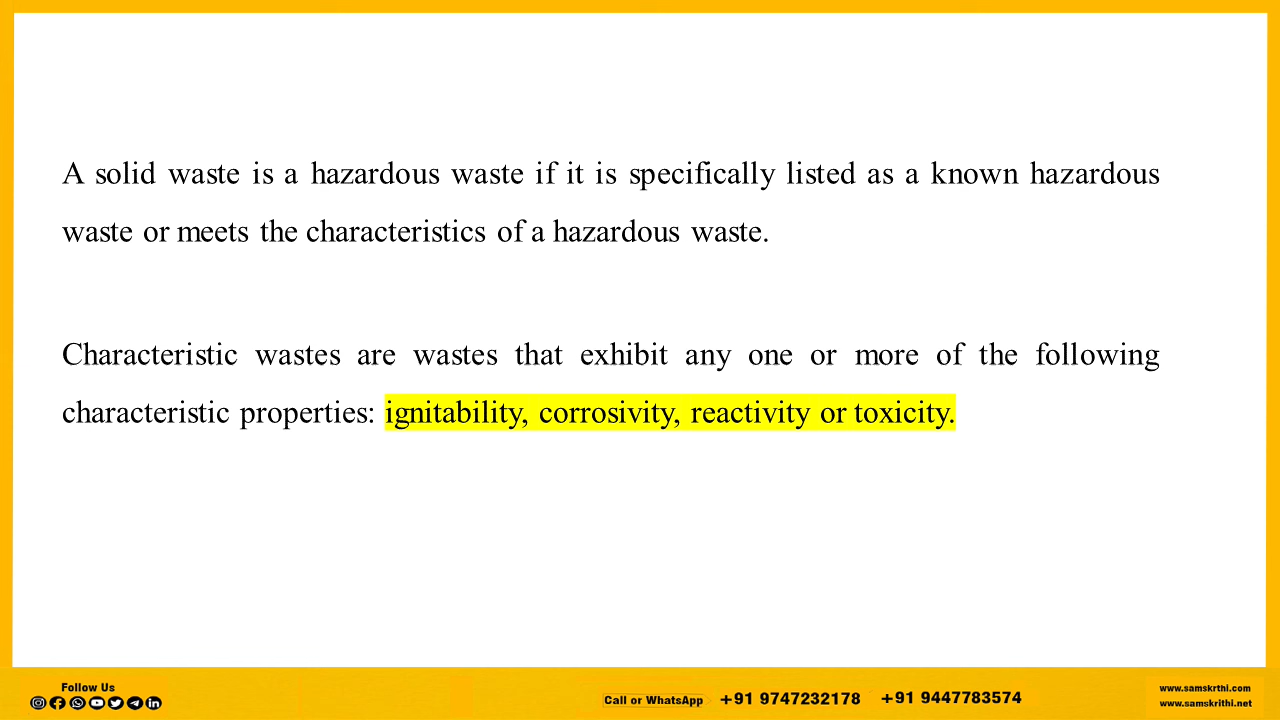 A solid waste is a hazardous waste if it is specifically listed as a known hazardous
waste or meets the characteristics of a hazardous waste.
Characteristic wastes are wastes that exhibit any one or more of the following
characteristic properties: ignitability, corrosivity, reactivity or toxicity.
Follow Us
Call or WhatsApp +91 9747232178 +91 9447783574
www.samskrthi.com
www.samskrithi.net